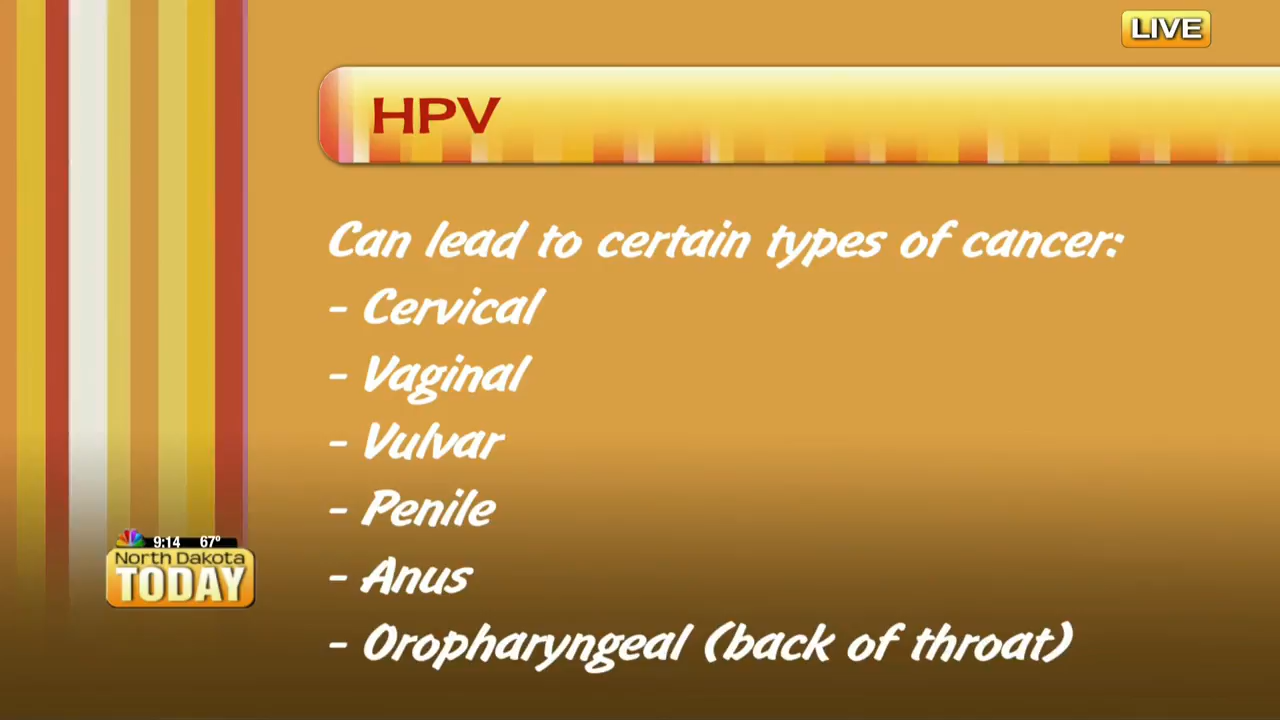 LIVE
HPV
Can lead to certain types of cancer:
- Cervical
- Vaginal
- Vulvar
- Penile
- Anus
- Oropharyngeal (back of throat)
9:14 67°
North Dakota
TODAY